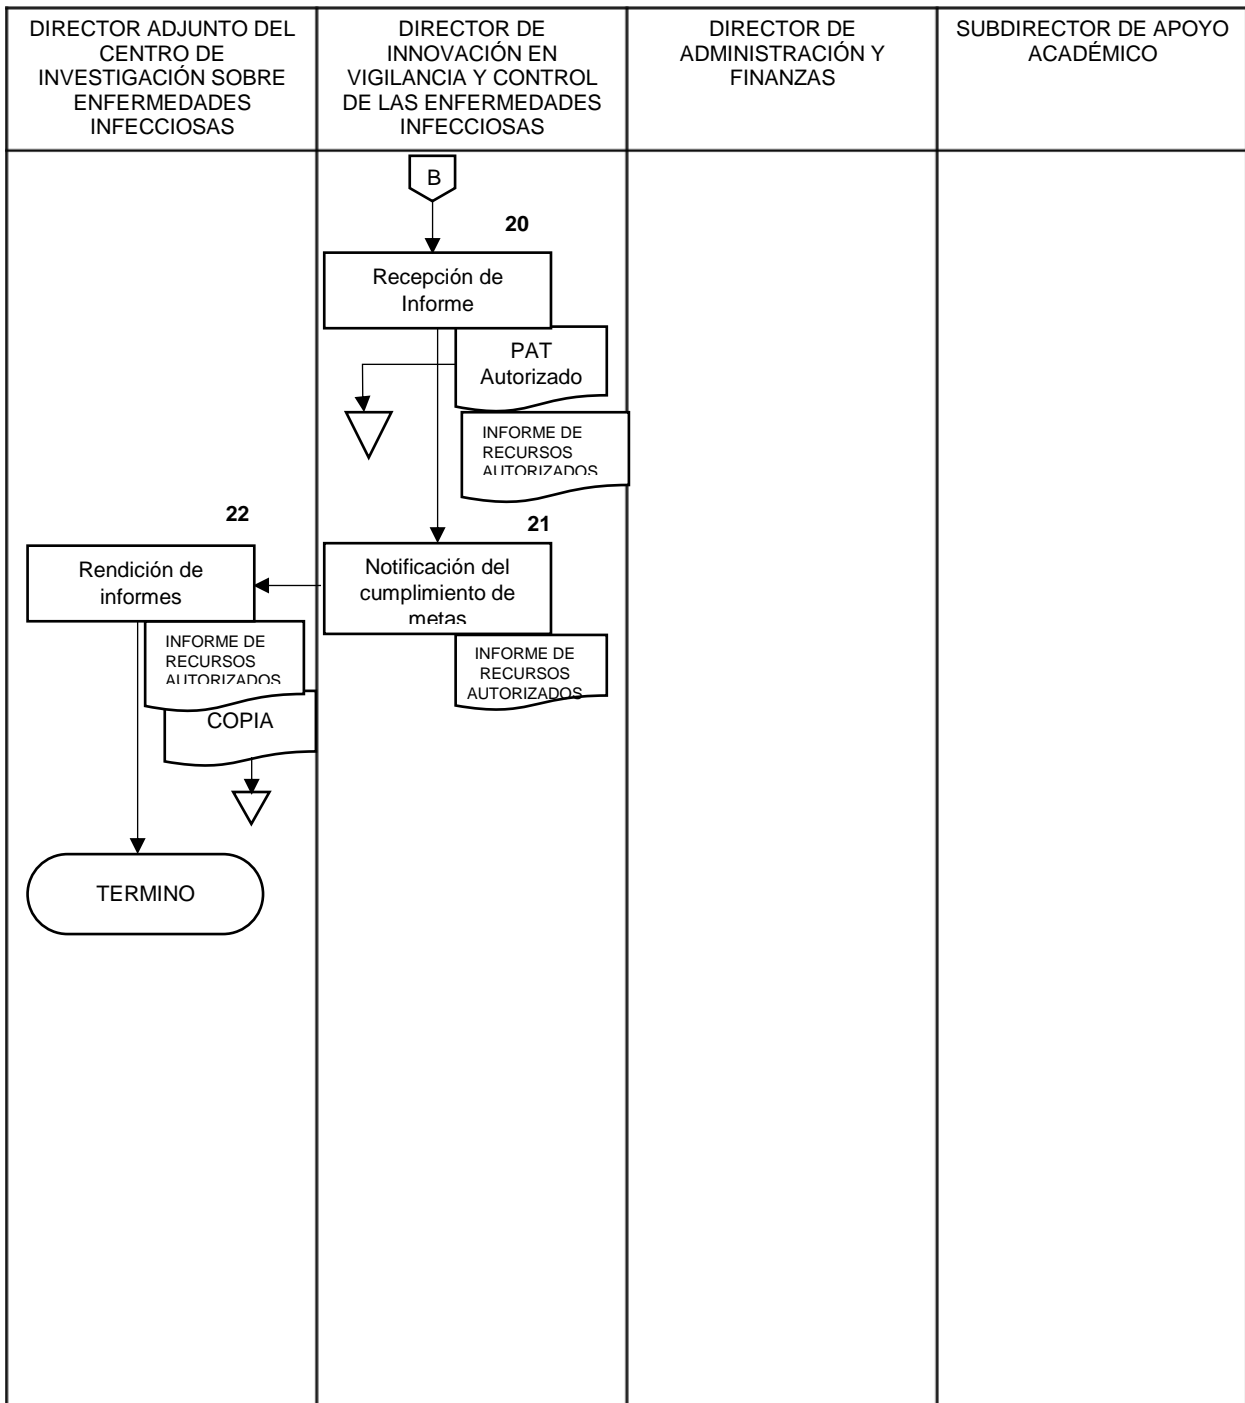 DIRECTOR ADJUNTO DEL
CENTRO DE
INVESTIGACIÓN SOBRE
ENFERMEDADES
INFECCIOSAS
DIRECTOR DE
INNOVACIÓN EN
VIGILANCIA Y CONTROL
DE LAS ENFERMEDADES
INFECCIOSAS
DIRECTOR DE
ADMINISTRACIÓN Y
FINANZAS
SUBDIRECTOR DE APOYO
ACADÉMICO
B
20
Recepción de
Informe
PAT
Autorizado
INFORME DE
RECURSOS
AUTORIZADOS
21
Notificación del
cumplimiento de
metas
INFORME DE
RECURSOS
AUTORIZADOS
22
Rendición de
informes
INFORME DE
RECURSOS
AUTORIZADOS
COPIA
TERMINO